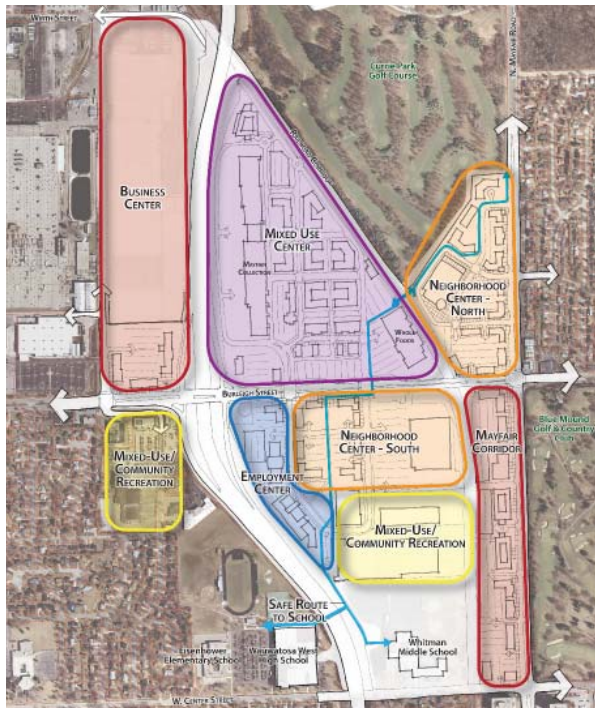 WIRTH STREET
N. MAYFAIR ROAD
CURRIE PARK
GOLF COURSE
BUSINESS
CENTER
MIXED USE
CENTER
MAYFAIR
COLLECTION
WHOLE
FOODS
NEIGHBORHOOD
CENTER -
NORTH
BURLEIGH STREET
NEIGHBORHOOD
CENTER - SOUTH
MAYFAIR
CORRIDOR
BLUE MOUND
GOLF & COUNTRY
CLUB
MIXED-USE/
COMMUNITY
RECREATION
EMPLOYMENT
CENTER
MIXED-USE/
COMMUNITY RECREATION
SAFE ROUTE
TO SCHOOL
Eisenhower
Elementary School
Wauwatosa West
High School
Whitman
Middle School
W. CENTER STREET